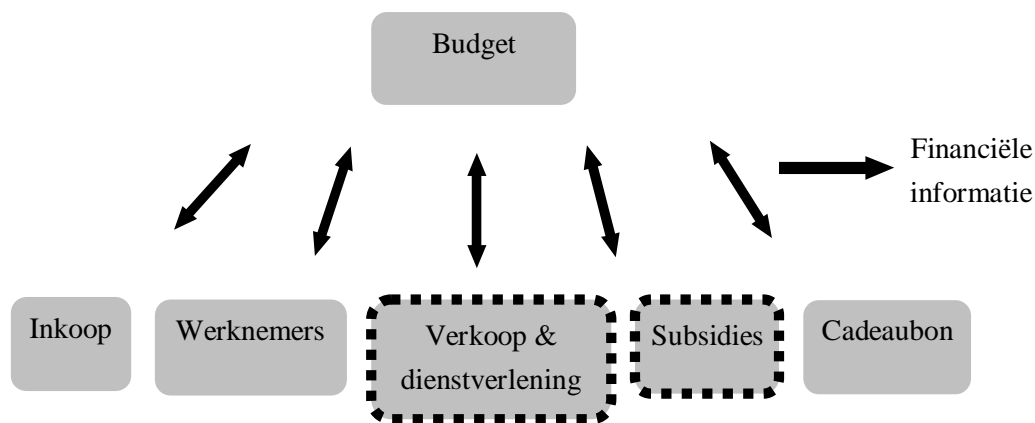 Budget
Financiële
informatie
Inkoop
Werknemers
Verkoop &
dienstverlening
Subsidies
Cadeaubon